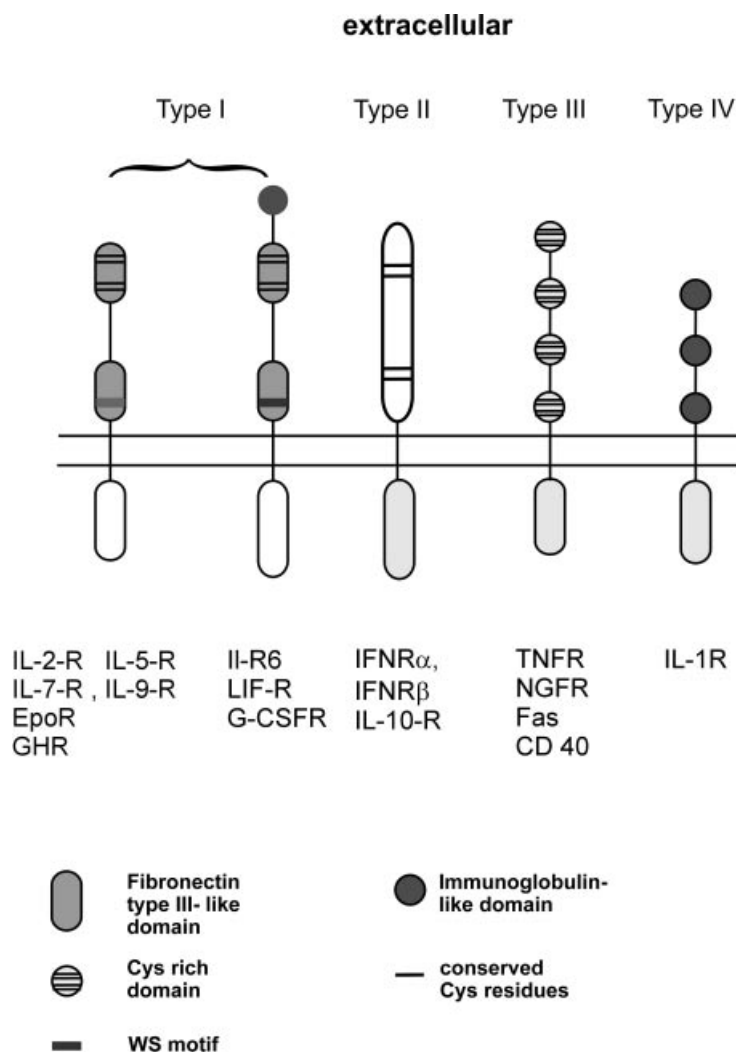 extracellular
Type I
Type II
Type III
Type IV
IL-2-R IL-5-R
IL-7-R , IL-9-R
EpoR
GHR
Il-R6
LIF-R
G-CSFR
IFNRα,
IFNRβ
IL-10-R
TNFR
NGFR
Fas
CD 40
IL-1R
Fibronectin
type III- like
domain
Cys rich
domain
WS motif
Immunoglobulin-
like domain
conserved
Cys residues